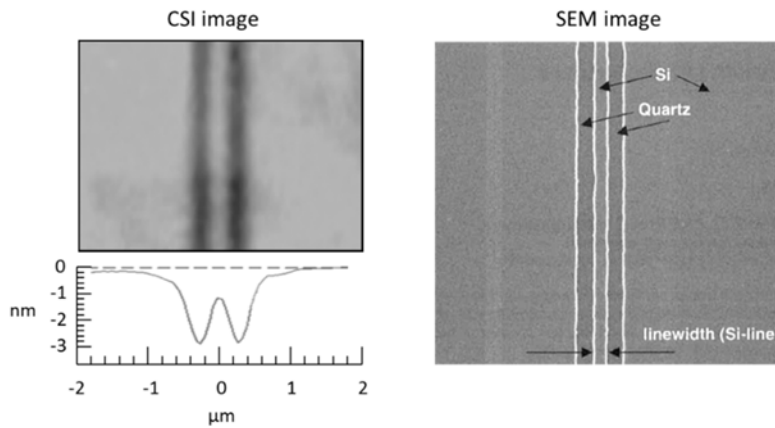 CSI image
SEM image
Si
Quartz
linewidth (Si-line
0
-1
-2
-3
nm
-2 -1 0 1 2
μm